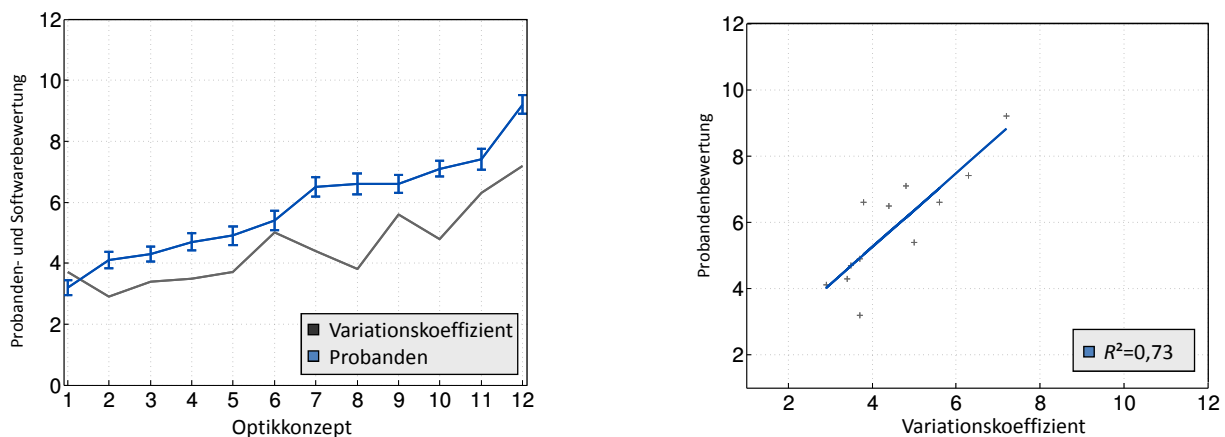 Probanden- und Softwarebewertung
12
10
8
6
4
2
0
1 2 3 4 5 6 7 8 9 10 11 12
Optikkonzept
Variationskoeffizient
Probanden
Probandenbewertung
12
10
8
6
4
2
2 4 6 8 10 12
Variationskoeffizient
R²=0,73